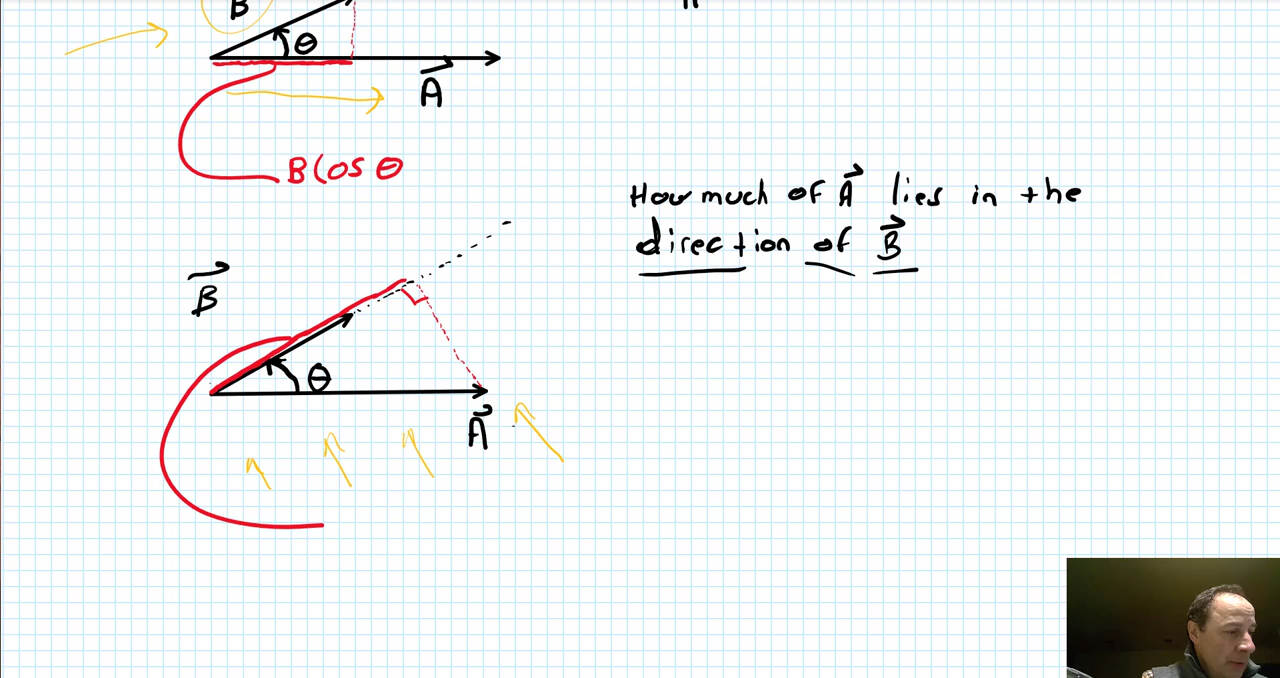 B
θ
A
B cos θ
How much of A lies in the
direction of B
B
θ
A